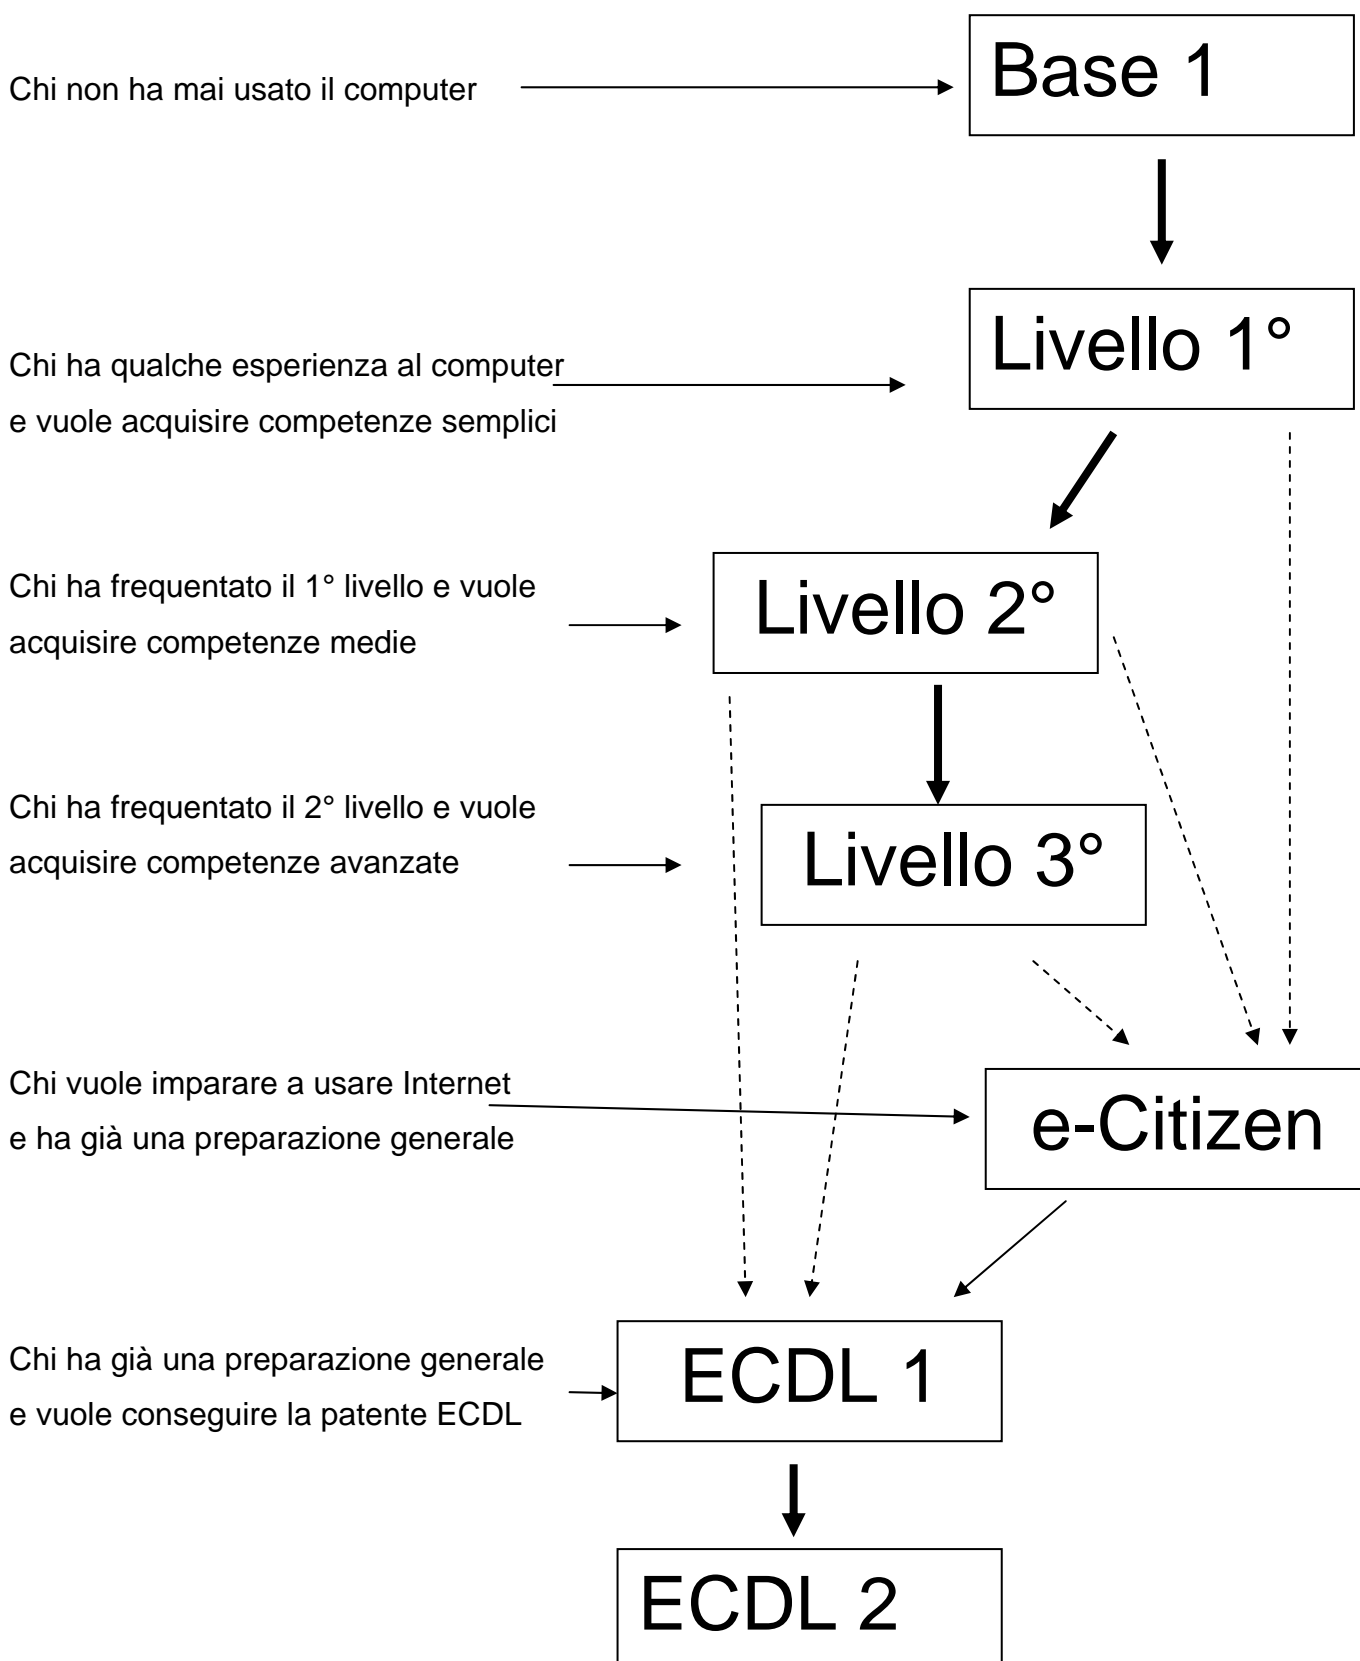 Chi non ha mai usato il computer
Base 1
Livello 1°
Chi ha qualche esperienza al computer
e vuole acquisire competenze semplici
Chi ha frequentato il 1° livello e vuole
acquisire competenze medie
Livello 2°
Chi ha frequentato il 2° livello e vuole
acquisire competenze avanzate
Livello 3°
Chi vuole imparare a usare Internet
e ha già una preparazione generale
e-Citizen
Chi ha già una preparazione generale
e vuole conseguire la patente ECDL
ECDL 1
ECDL 2